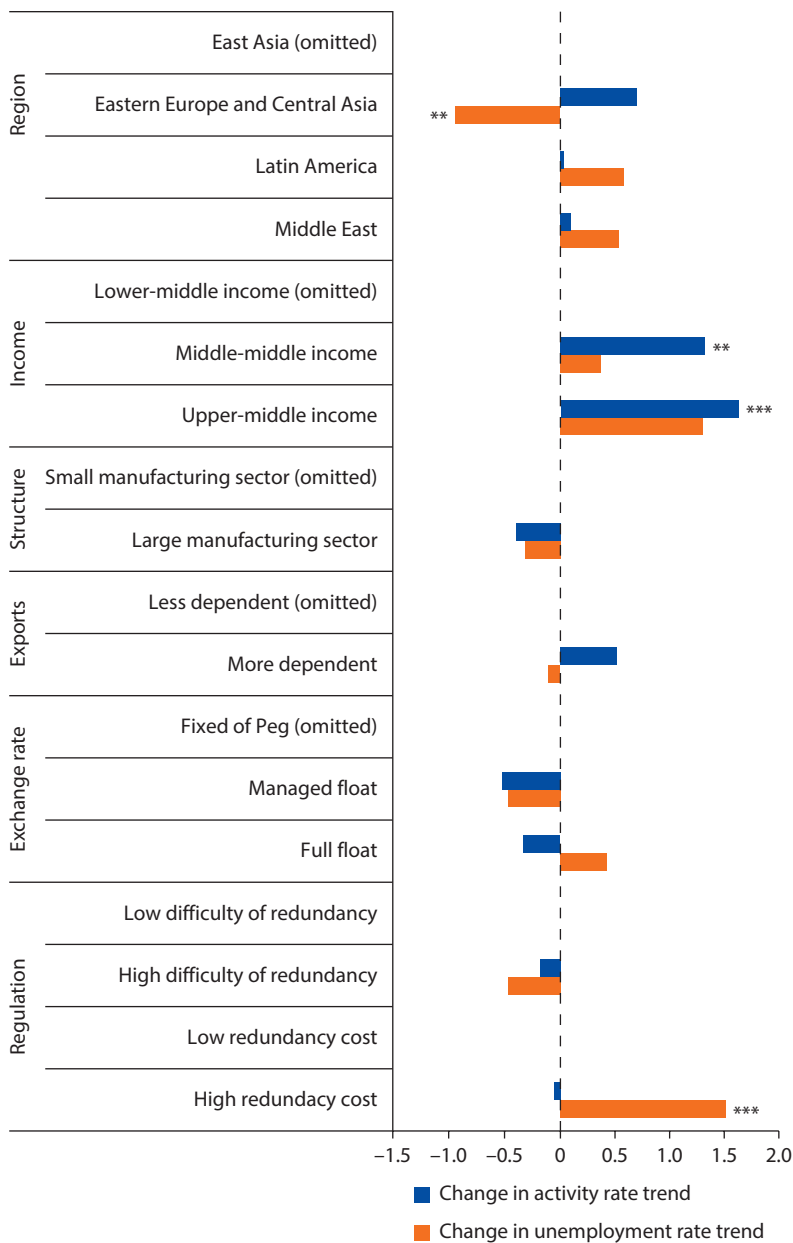 Region
East Asia (omitted)
Eastern Europe and Central Asia
**
Latin America
Middle East
Income
Lower-middle income (omitted)
Middle-middle income
**
Upper-middle income
***
Structure
Small manufacturing sector (omitted)
Large manufacturing sector
Exports
Less dependent (omitted)
More dependent
Exchange rate
Fixed of Peg (omitted)
Managed float
Full float
Regulation
Low difficulty of redundancy
High difficulty of redundancy
Low redundancy cost
High redundacy cost
***
–1.5 –1.0 –0.5 0 0.5 1.0 1.5 2.0
Change in activity rate trend
Change in unemployment rate trend